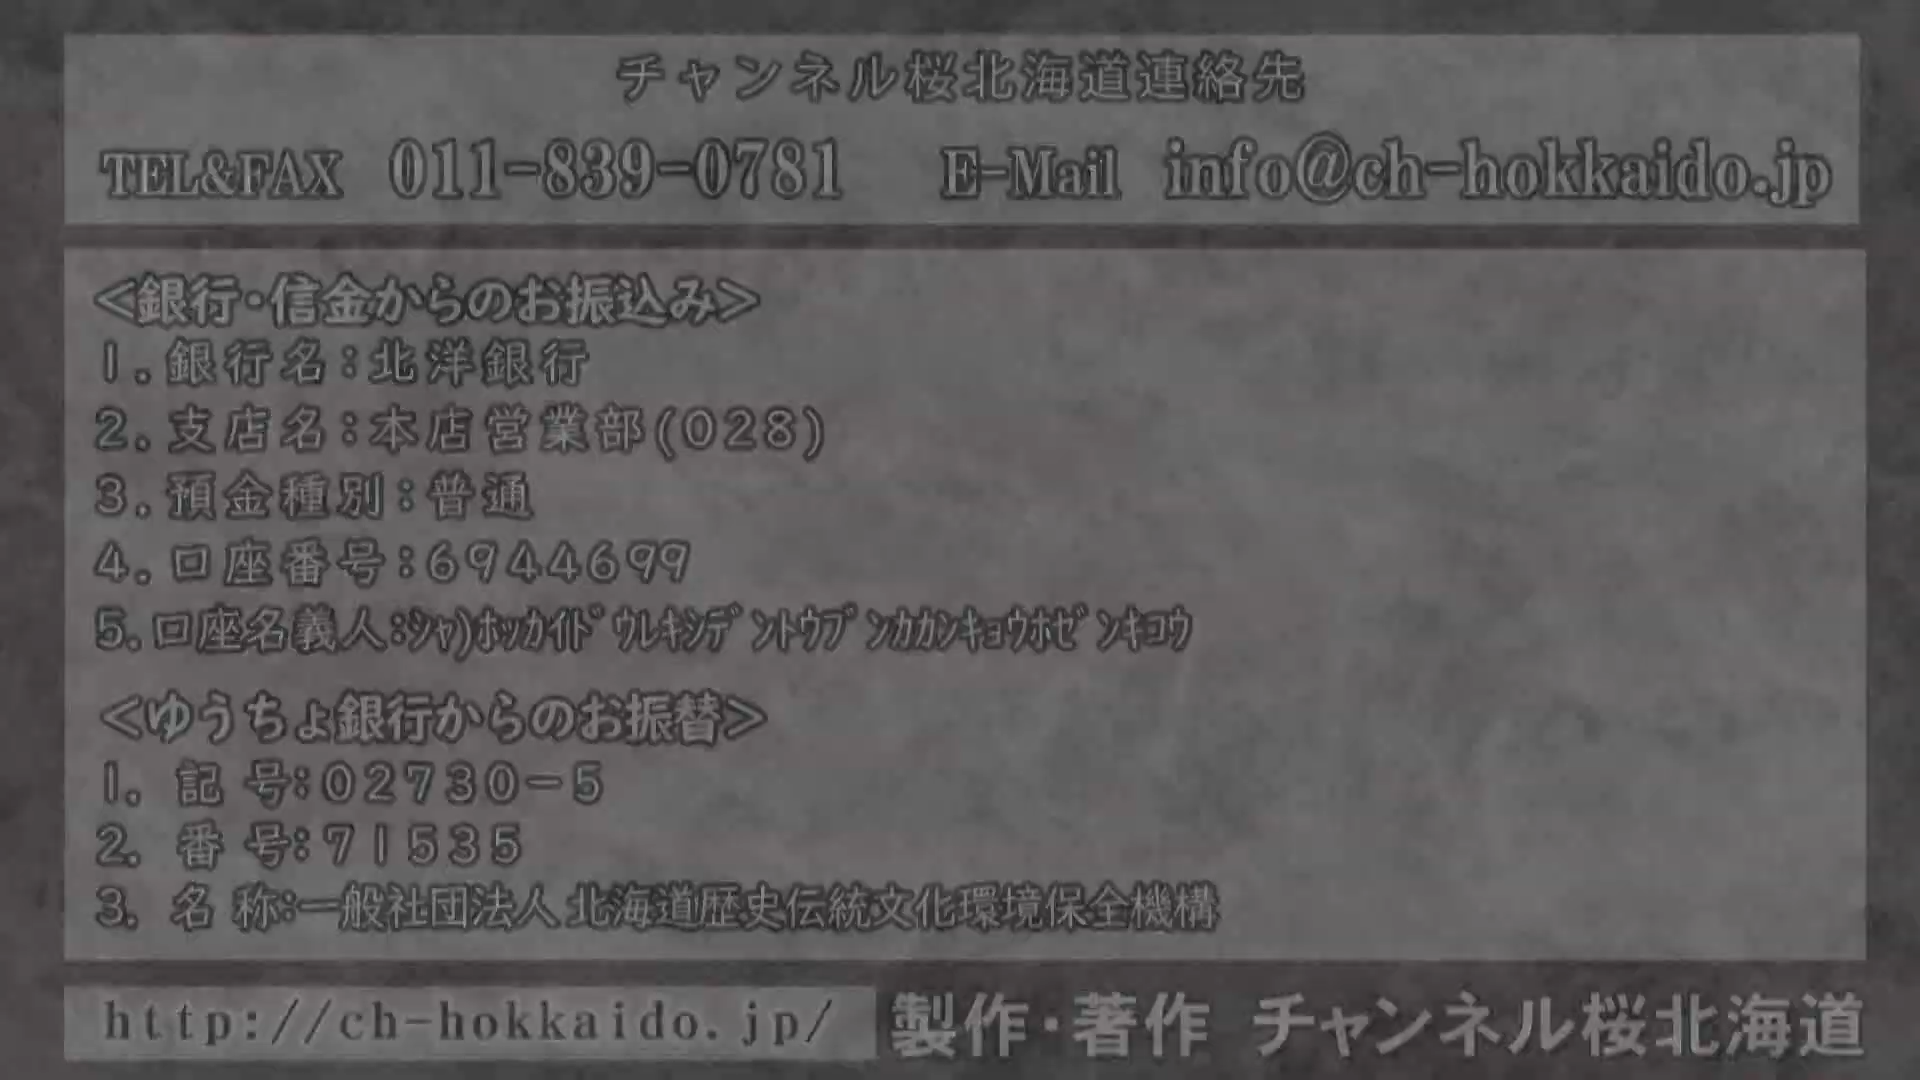 チャンネル桜北海道連絡先
TEL&FAX 011-839-0781 E-Mail info@ch-hokkaido.jp
<銀行・信金からのお振込み>
1.銀行名:北洋銀行
2.支店名:本店営業部(028)
3.預金種別:普通
4.口座番号:6944699
5.口座名義人:ｼｬ)ﾎｯｶｲﾄﾞｳﾚｷｼﾃﾞﾝﾄｳﾌﾞﾝｶｶﾝｷｮｳﾎｾﾞﾝｷｺｳ
<ゆうちょ銀行からのお振替>
1. 記 号:02730-5
2. 番 号:71535
3. 名 称:一般社団法人 北海道歴史伝統文化環境保全機構
http://ch-hokkaido.jp/ 製作・著作 チャンネル桜北海道